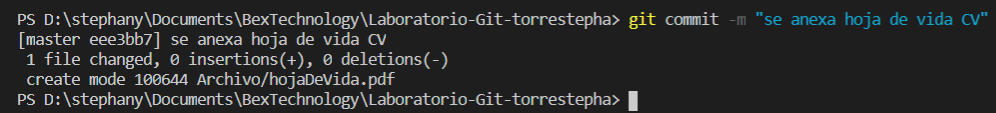 PS D:\stephany\Documents\BexTechnology\Laboratorio-Git-torrestepha> git commit -m "se anexa hoja de vida CV"
[master eee3bb7] se anexa hoja de vida CV
 1 file changed, 0 insertions(+), 0 deletions(-)
 create mode 100644 Archivo/hojaDeVida.pdf
PS D:\stephany\Documents\BexTechnology\Laboratorio-Git-torrestepha>